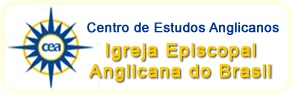 cea
Centro de Estudos Anglicanos
Igreja Episcopal
Anglicana do Brasil